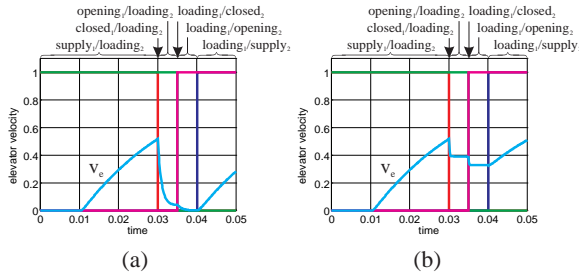 opening₁/loading₂ loading₁/closed₂
closed₁/loading₂ loading₁/opening₂
supply₁/loading₂ loading₁/supply₂
1
0.8
0.6
0.4
0.2
0
elevator velocity
vₑ
0 0.01 0.02 0.03 0.04 0.05
time
(a)
opening₁/loading₂ loading₁/closed₂
closed₁/loading₂ loading₁/opening₂
supply₁/loading₂ loading₁/supply₂
1
0.8
0.6
0.4
0.2
0
elevator velocity
vₑ
0 0.01 0.02 0.03 0.04 0.05
time
(b)